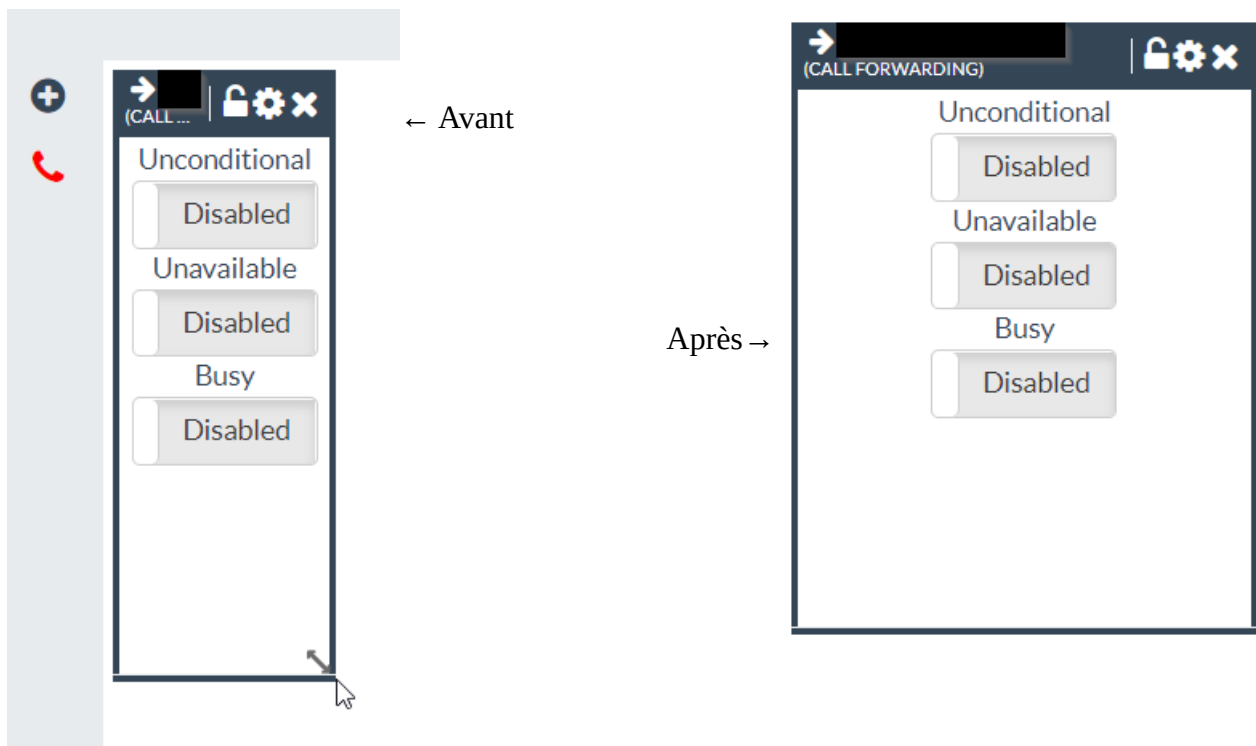 (CALL ...
Unconditional
Disabled
Unavailable
Disabled
Busy
Disabled
← Avant
Après→
(CALL FORWARDING)
Unconditional
Disabled
Unavailable
Disabled
Busy
Disabled